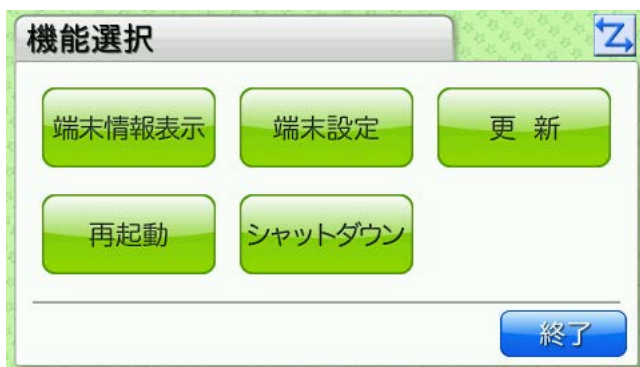 機能選択
端末情報表示
端末設定
更 新
再起動
シャットダウン
終了